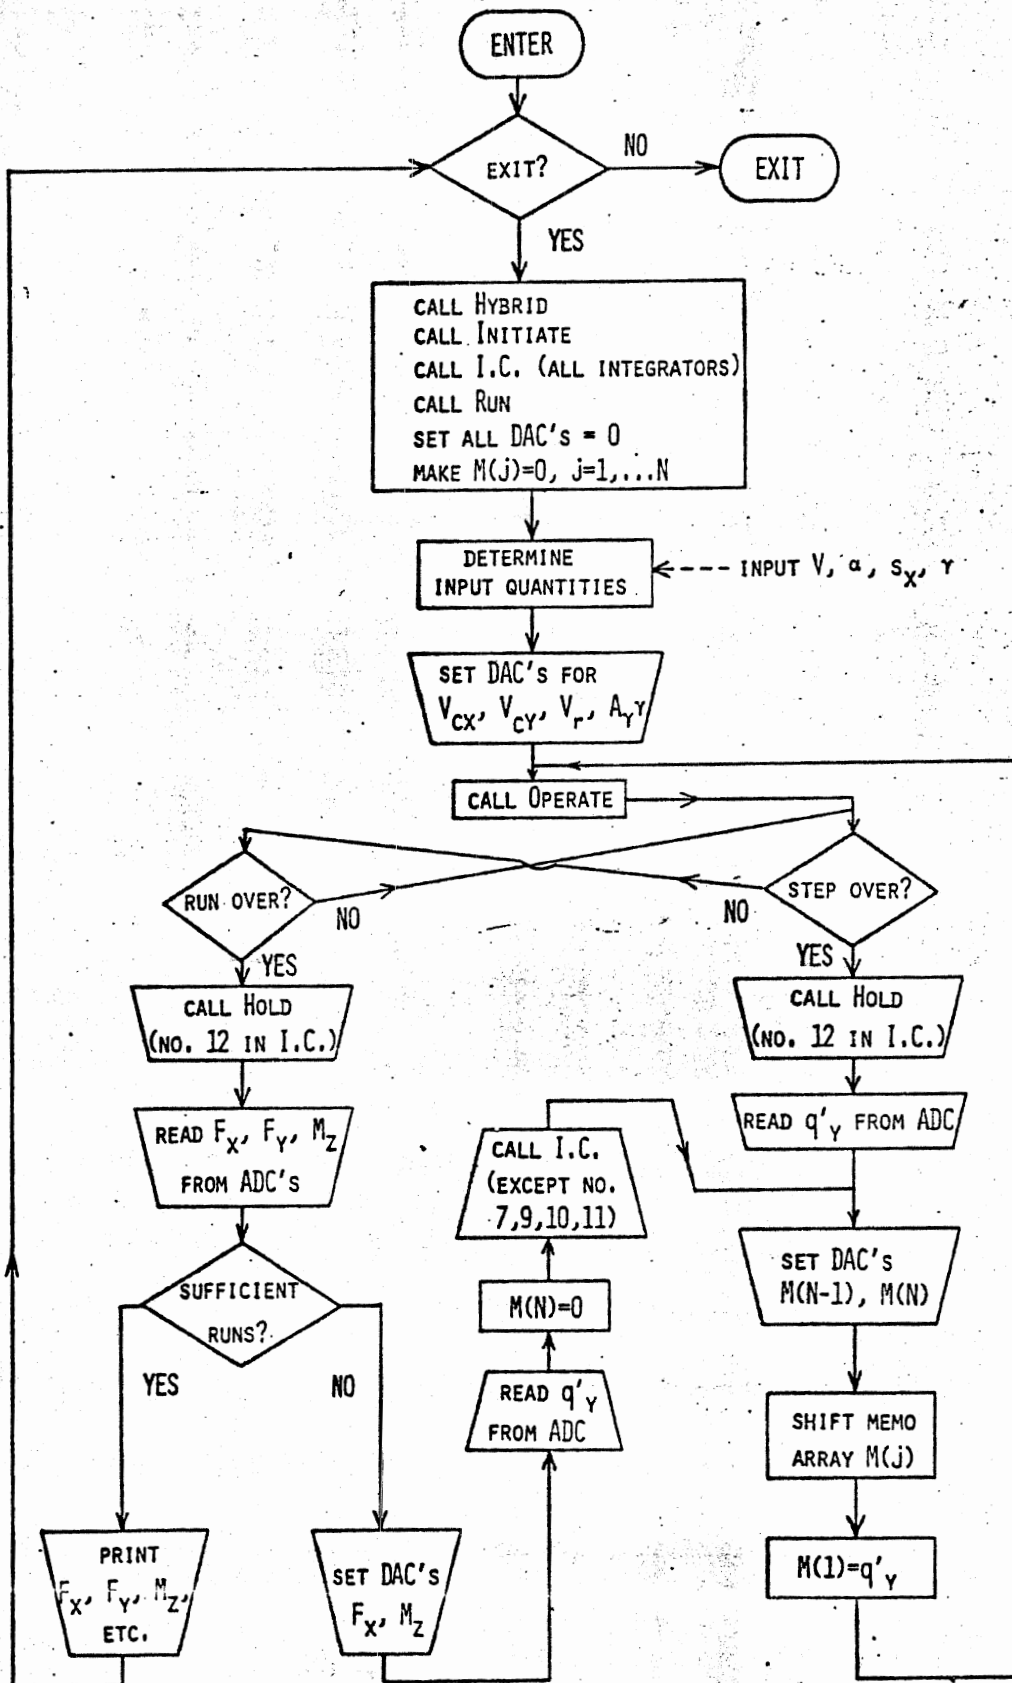 ENTER
EXIT?
NO
EXIT
YES
CALL HYBRID
CALL INITIATE
CALL I.C. (ALL INTEGRATORS)
CALL RUN
SET ALL DAC's = 0
MAKE M(j)=0, j=1,...N
DETERMINE
INPUT QUANTITIES
INPUT V, α, S_X, γ
SET DAC's FOR
V_CX, V_CY, V_r, A_γγ
CALL OPERATE
RUN OVER?
NO
STEP OVER?
NO
YES
YES
CALL HOLD
(NO. 12 IN I.C.)
CALL HOLD
(NO. 12 IN I.C.)
READ F_X, F_Y, M_Z
FROM ADC's
CALL I.C.
(EXCEPT NO.
7,9,10,11)
READ q'_Y FROM ADC
SET DAC's
M(N-1), M(N)
SUFFICIENT
RUNS?
M(N)=0
YES
NO
READ q'_Y
FROM ADC
SHIFT MEMO
ARRAY M(j)
PRINT
F_X, F_Y, M_Z,
ETC.
SET DAC's
F_X, M_Z
M(1)=q'_Y